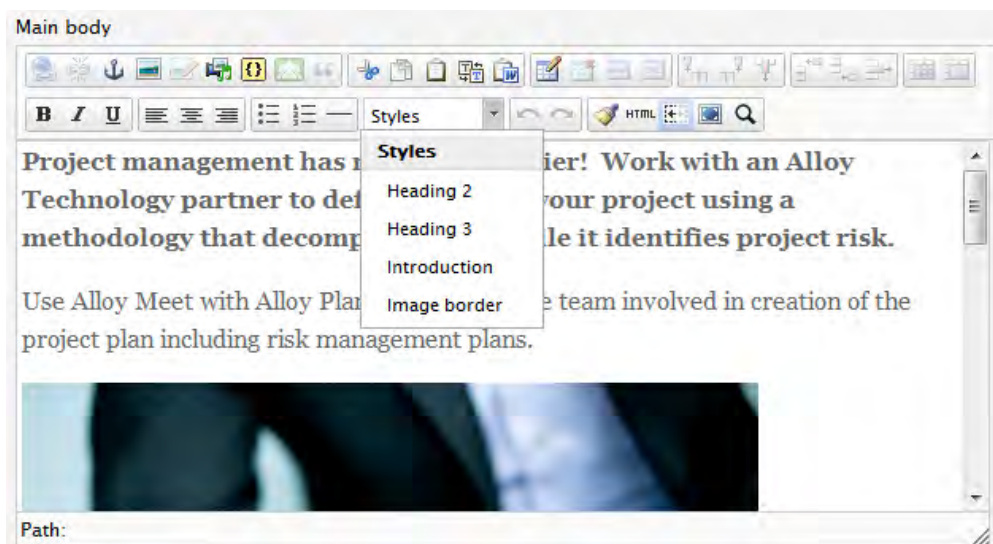 Main body
B I U Styles HTML
Styles
Project management has r ier! Work with an Alloy
Heading 2
Technology partner to def your project using a
Heading 3
methodology that decomp le it identifies project risk.
Introduction
Use Alloy Meet with Alloy Plan e team involved in creation of the
Image border
project plan including risk management plans.
Path: